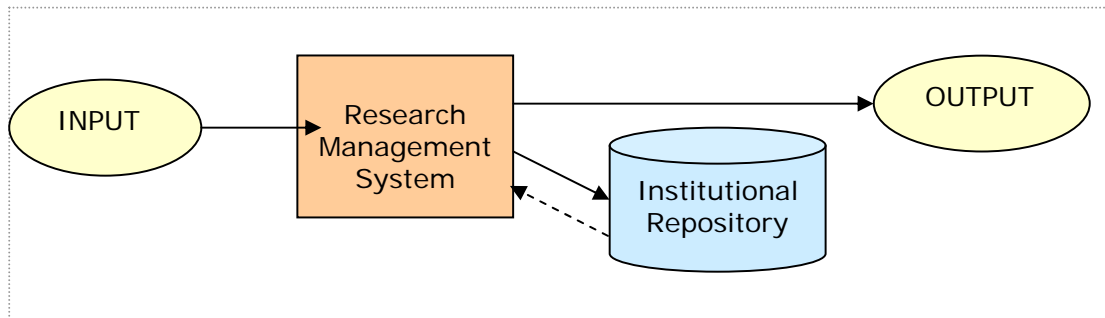 INPUT
Research
Management
System
OUTPUT
Institutional
Repository